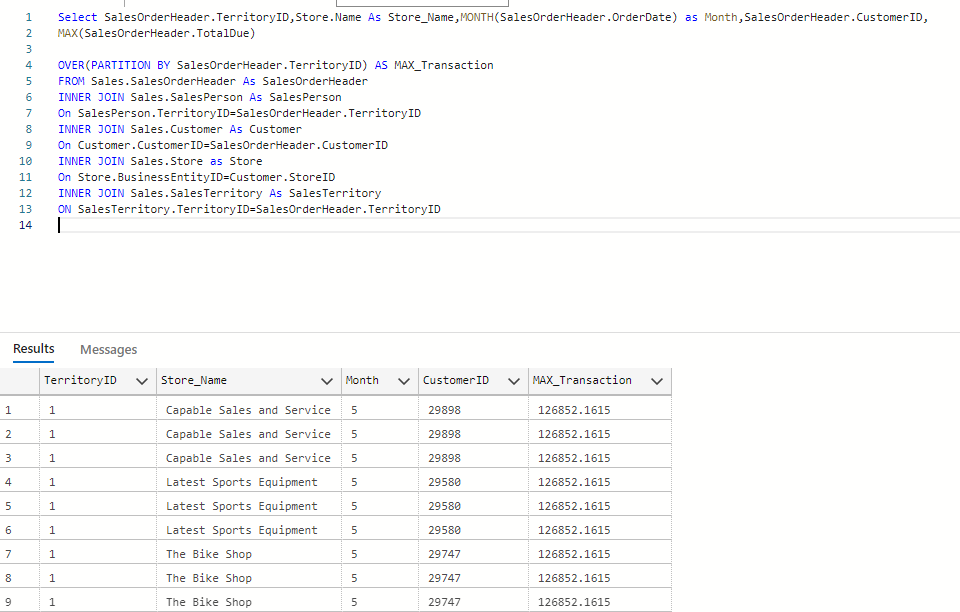 1 Select SalesOrderHeader.TerritoryID,Store.Name As Store_Name,MONTH(SalesOrderHeader.OrderDate) as Month,SalesOrderHeader.CustomerID,
2 MAX(SalesOrderHeader.TotalDue)
3
4 OVER(PARTITION BY SalesOrderHeader.TerritoryID) AS MAX_Transaction
5 FROM Sales.SalesOrderHeader As SalesOrderHeader
6 INNER JOIN Sales.SalesPerson As SalesPerson
7 On SalesPerson.TerritoryID=SalesOrderHeader.TerritoryID
8 INNER JOIN Sales.Customer As Customer
9 On Customer.CustomerID=SalesOrderHeader.CustomerID
10 INNER JOIN Sales.Store as Store
11 On Store.BusinessEntityID=Customer.StoreID
12 INNER JOIN Sales.SalesTerritory As SalesTerritory
13 ON SalesTerritory.TerritoryID=SalesOrderHeader.TerritoryID
14
Results Messages
TerritoryID Store_Name Month CustomerID MAX_Transaction
1 1 Capable Sales and Service 5 29898 126852.1615
2 1 Capable Sales and Service 5 29898 126852.1615
3 1 Capable Sales and Service 5 29898 126852.1615
4 1 Latest Sports Equipment 5 29580 126852.1615
5 1 Latest Sports Equipment 5 29580 126852.1615
6 1 Latest Sports Equipment 5 29580 126852.1615
7 1 The Bike Shop 5 29747 126852.1615
8 1 The Bike Shop 5 29747 126852.1615
9 1 The Bike Shop 5 29747 126852.1615